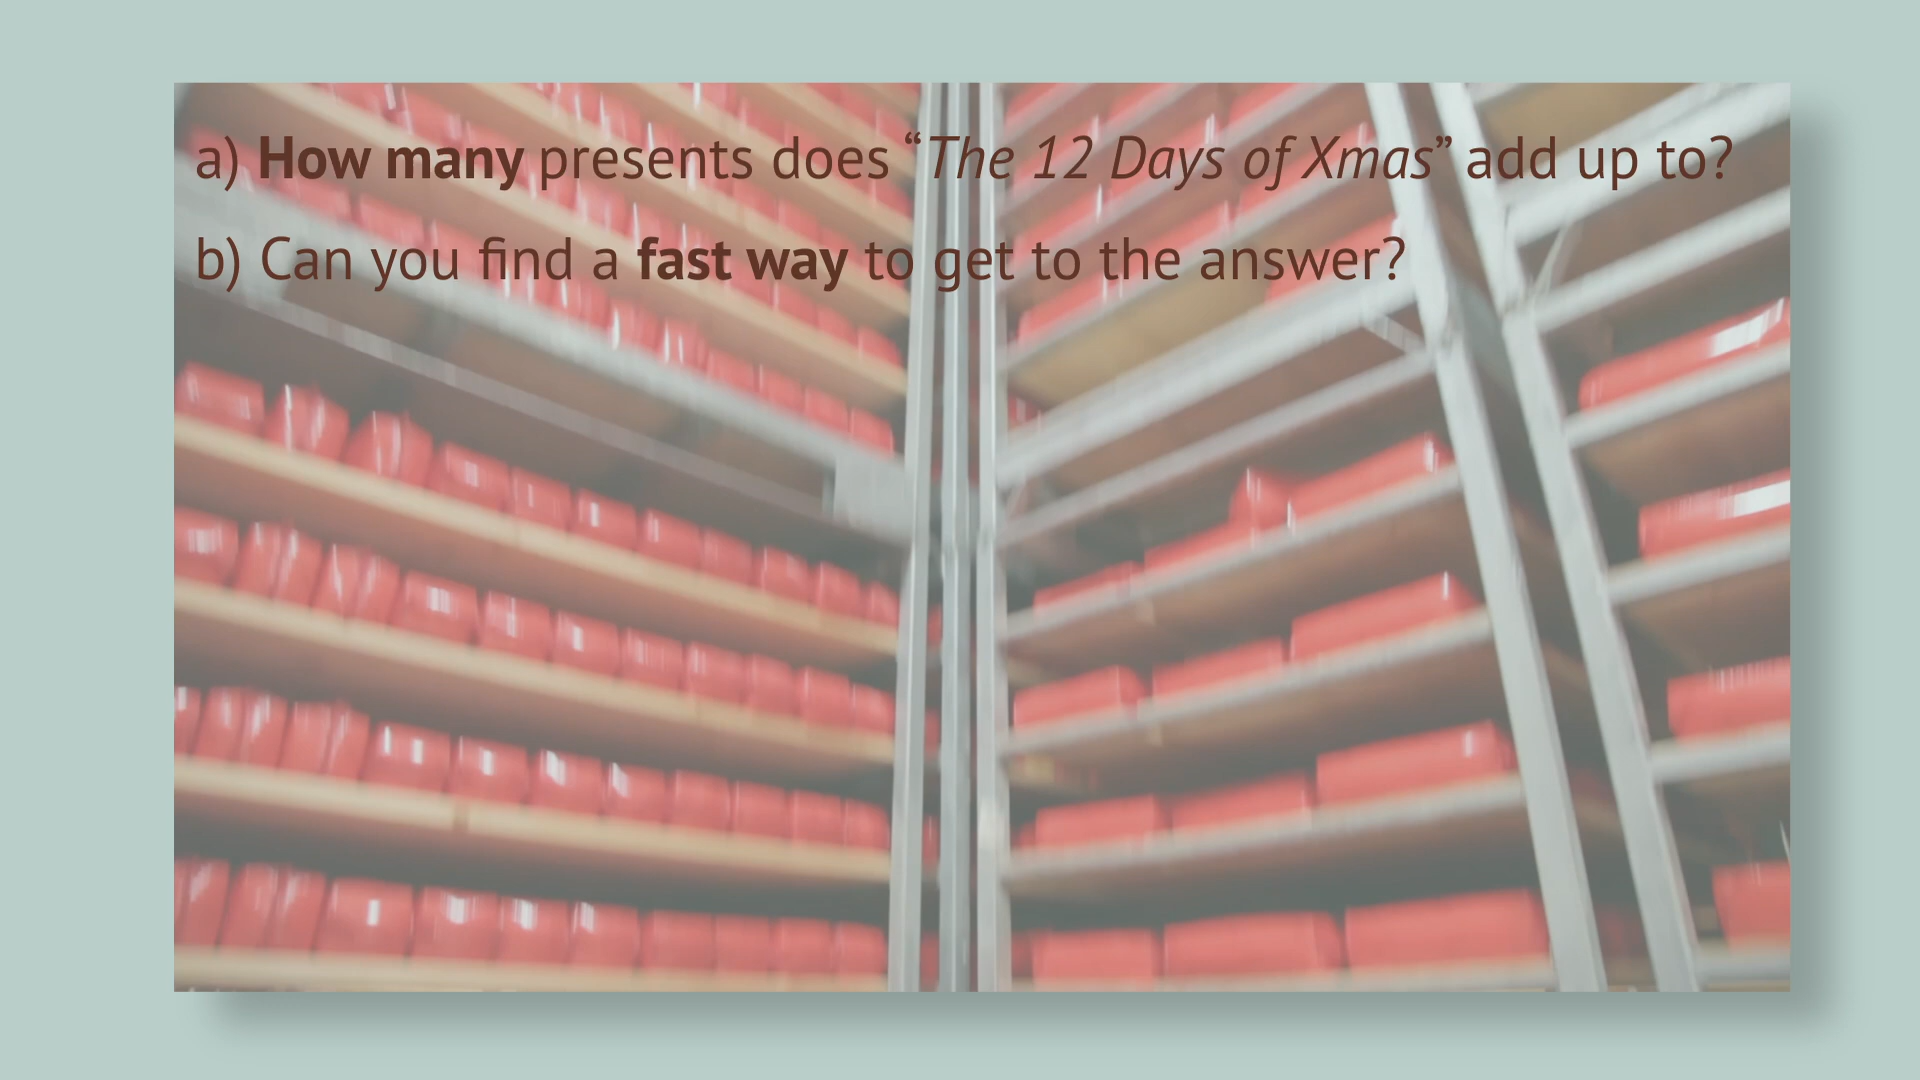 a) How many presents does “The 12 Days of Xmas” add up to?
b) Can you find a fast way to get to the answer?